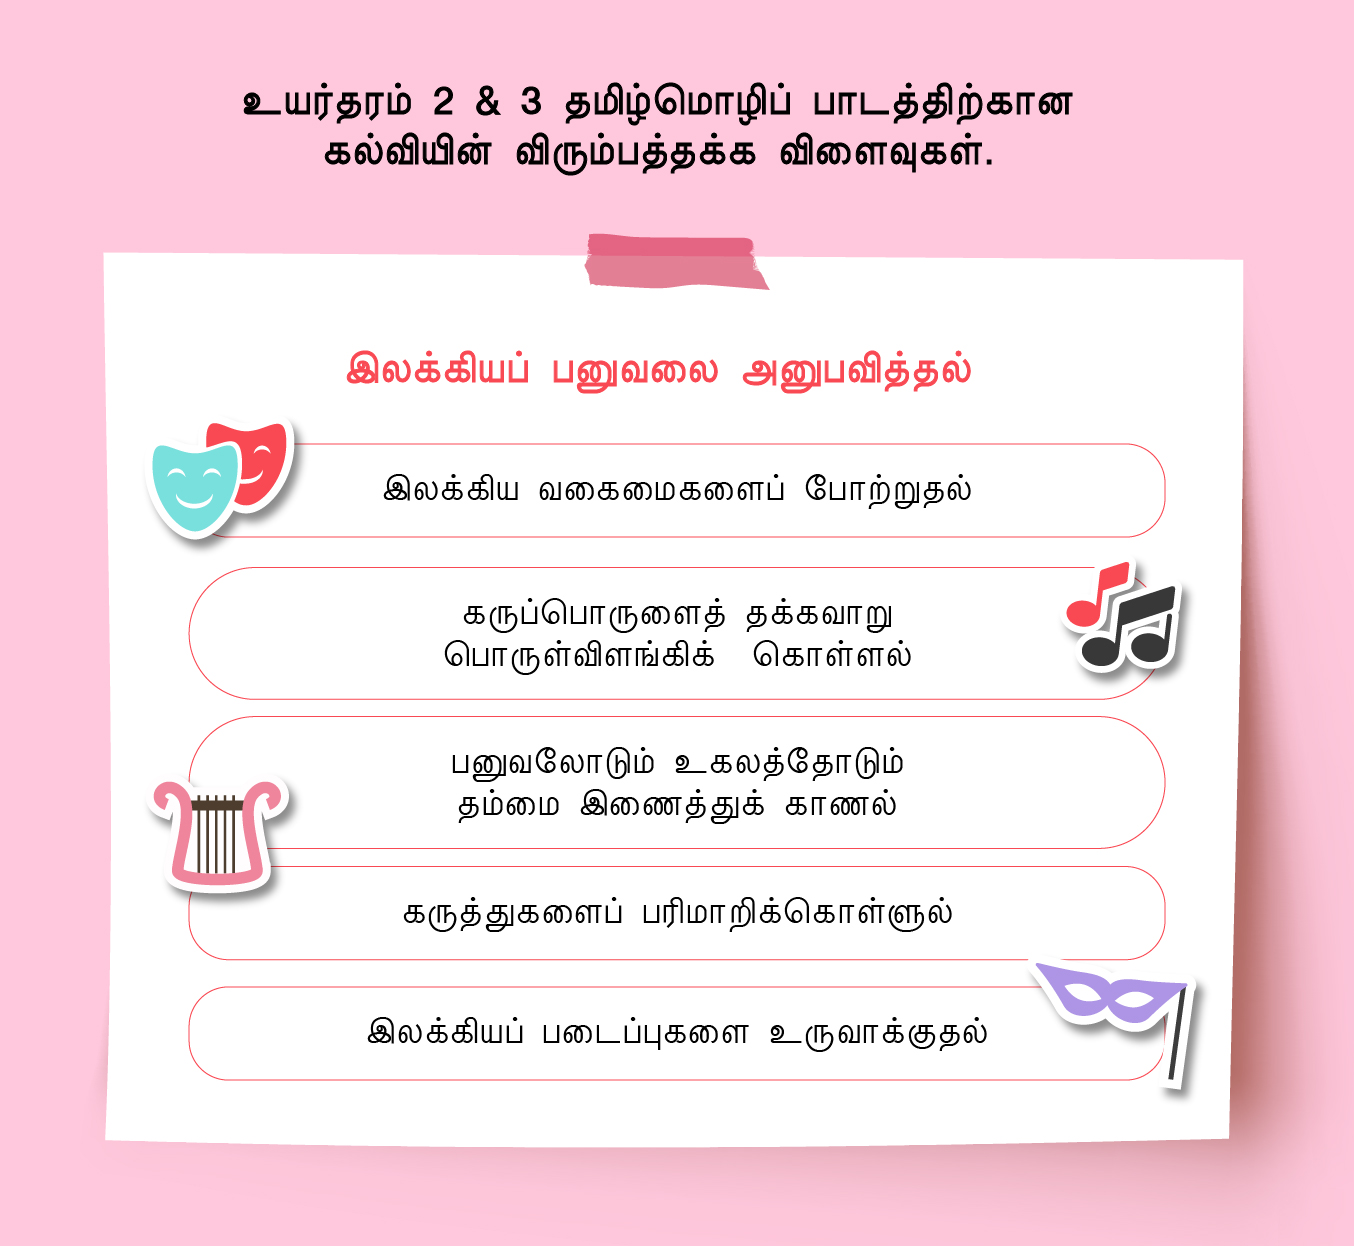 உயர்தரம் 2 & 3 தமிழ்மொழிப் பாடத்திற்கான
கல்வியின் விரும்பத்தக்க விளைவுகள்.
இலக்கியப் பனுவலை அனுபவித்தல்
இலக்கிய வகைமைகளைப் போற்றுதல்
கருப்பொருளைத் தக்கவாறு
பொருள்விளங்கிக் கொள்ளல்
பனுவலோடும் உகலத்தோடும்
தம்மை இணைத்துக் காணல்
கருத்துகளைப் பரிமாறிக்கொள்ளுல்
இலக்கியப் படைப்புகளை உருவாக்குதல்